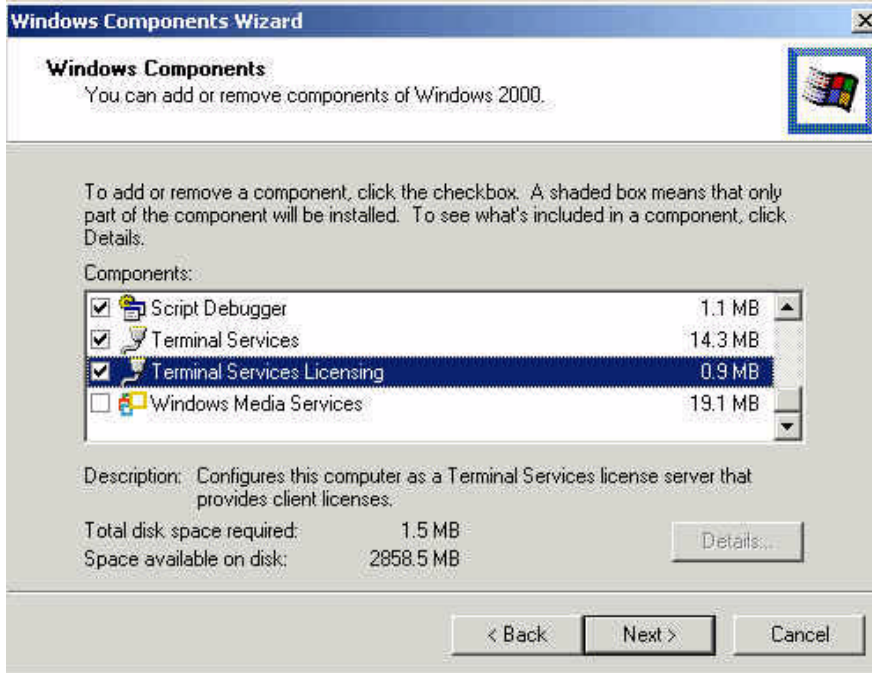 Windows Components Wizard
Windows Components
You can add or remove components of Windows 2000.
To add or remove a component, click the checkbox. A shaded box means that only
part of the component will be installed. To see what's included in a component, click
Details.
Components:
Script Debugger 1.1 MB
Terminal Services 14.3 MB
Terminal Services Licensing 0.9 MB
Windows Media Services 19.1 MB
Description: Configures this computer as a Terminal Services license server that
provides client licenses.
Total disk space required: 1.5 MB
Space available on disk: 2858.5 MB
Details...
< Back Next > Cancel